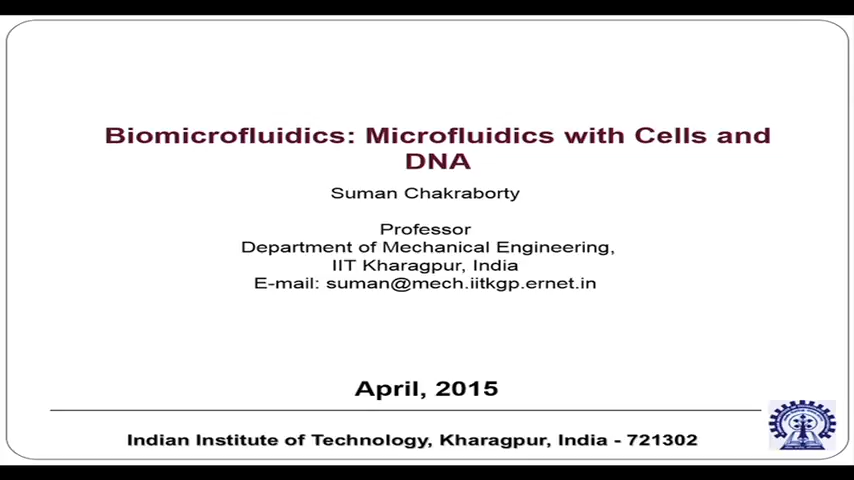 Biomicrofluidics: Microfluidics with Cells and
DNA
Suman Chakraborty
Professor
Department of Mechanical Engineering,
IIT Kharagpur, India
E-mail: suman@mech.iitkgp.ernet.in
April, 2015
Indian Institute of Technology, Kharagpur, India - 721302